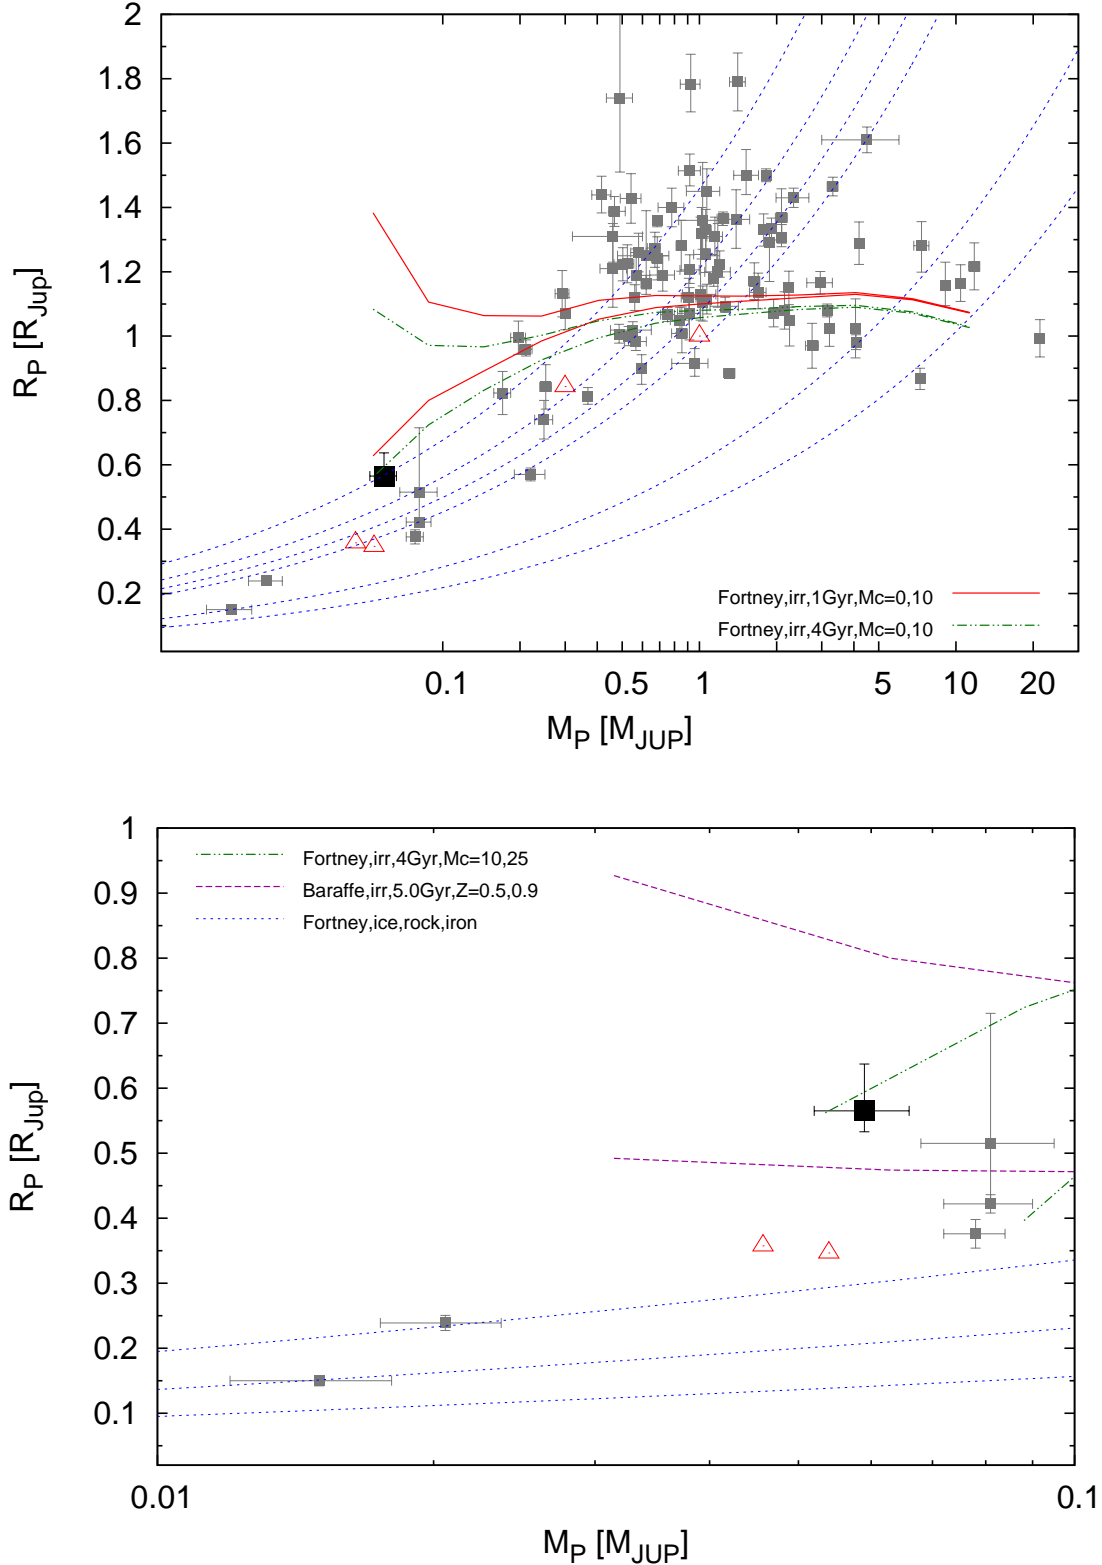 2
1.8
1.6
1.4
1.2
1
0.8
0.6
0.4
0.2
R_P [R_Jup]
Fortney,irr,1Gyr,Mc=0,10
Fortney,irr,4Gyr,Mc=0,10
0.1 0.5 1 5 10 20
M_P [M_JUP]
1
0.9
0.8
0.7
0.6
0.5
0.4
0.3
0.2
0.1
R_P [R_Jup]
Fortney,irr,4Gyr,Mc=10,25
Baraffe,irr,5.0Gyr,Z=0.5,0.9
Fortney,ice,rock,iron
0.01 0.1
M_P [M_JUP]